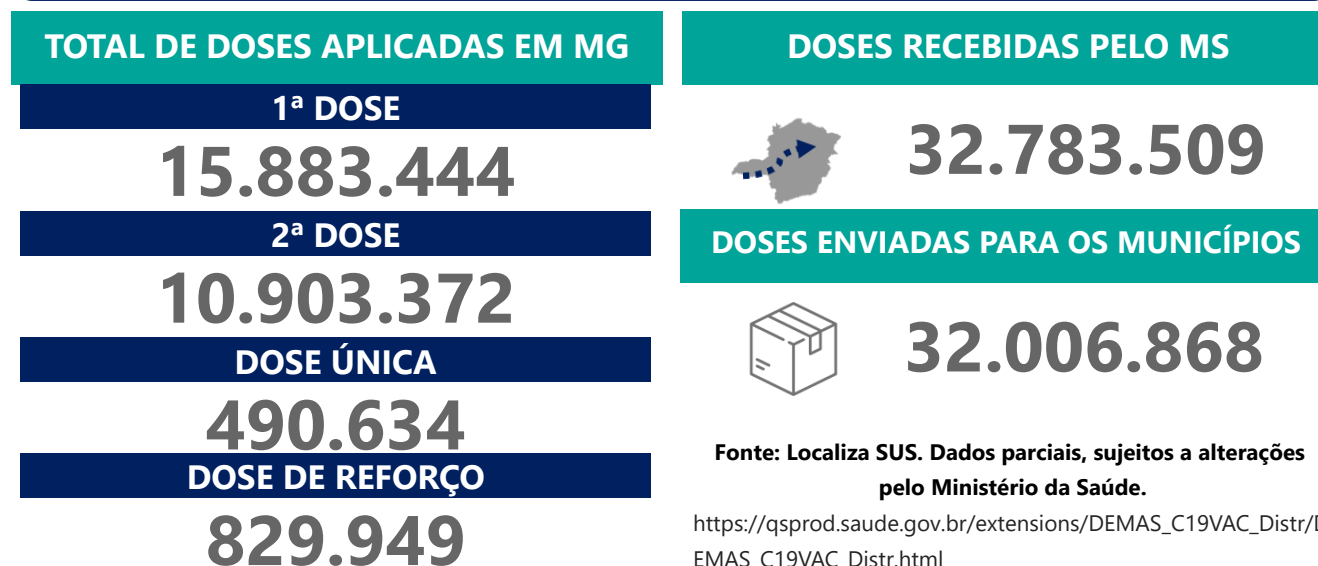 TOTAL DE DOSES APLICADAS EM MG
1ª DOSE
15.883.444
2ª DOSE
10.903.372
DOSE ÚNICA
490.634
DOSE DE REFORÇO
829.949
DOSES RECEBIDAS PELO MS
32.783.509
DOSES ENVIADAS PARA OS MUNICÍPIOS
32.006.868
Fonte: Localiza SUS. Dados parciais, sujeitos a alterações
pelo Ministério da Saúde.
https://qsprod.saude.gov.br/extensions/DEMAS_C19VAC_Distr/D
EMAS_C19VAC_Distr.html